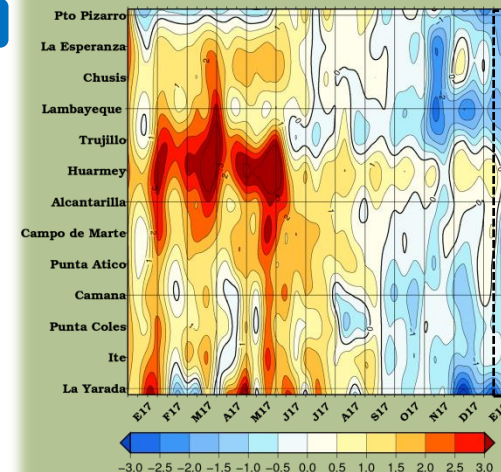 Pto Pizarro
La Esperanza
Chusis
Lambayeque
Trujillo
Huarmey
Alcantarilla
Campo de Marte
Punta Atico
Camana
Punta Coles
Ite
La Yarada
E17 F17 M17 A17 M17 J17 J17 A17 S17 O17 N17 D17
-3.0 -2.5 -2.0 -1.5 -1.0 -0.5 0.0 0.5 1.0 1.5 2.0 2.5 3.0